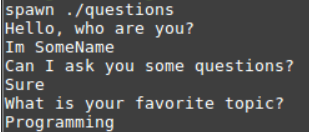 spawn ./questions
Hello, who are you?
Im SomeName
Can I ask you some questions?
Sure
What is your favorite topic?
Programming